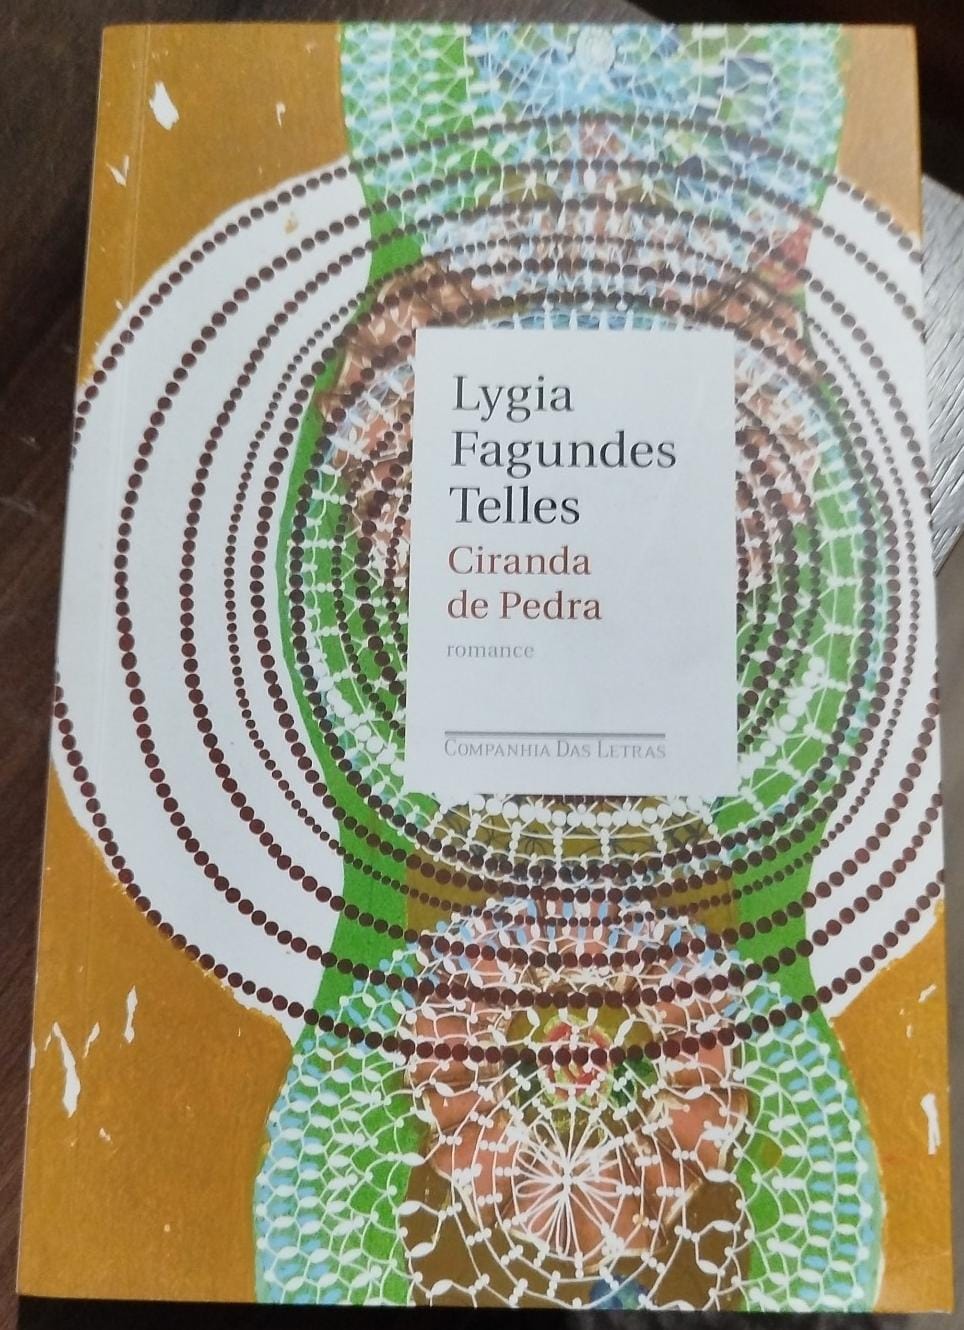 Lygia
Fagundes
Telles
Ciranda
de Pedra
romance
COMPANHIA DAS LETRAS